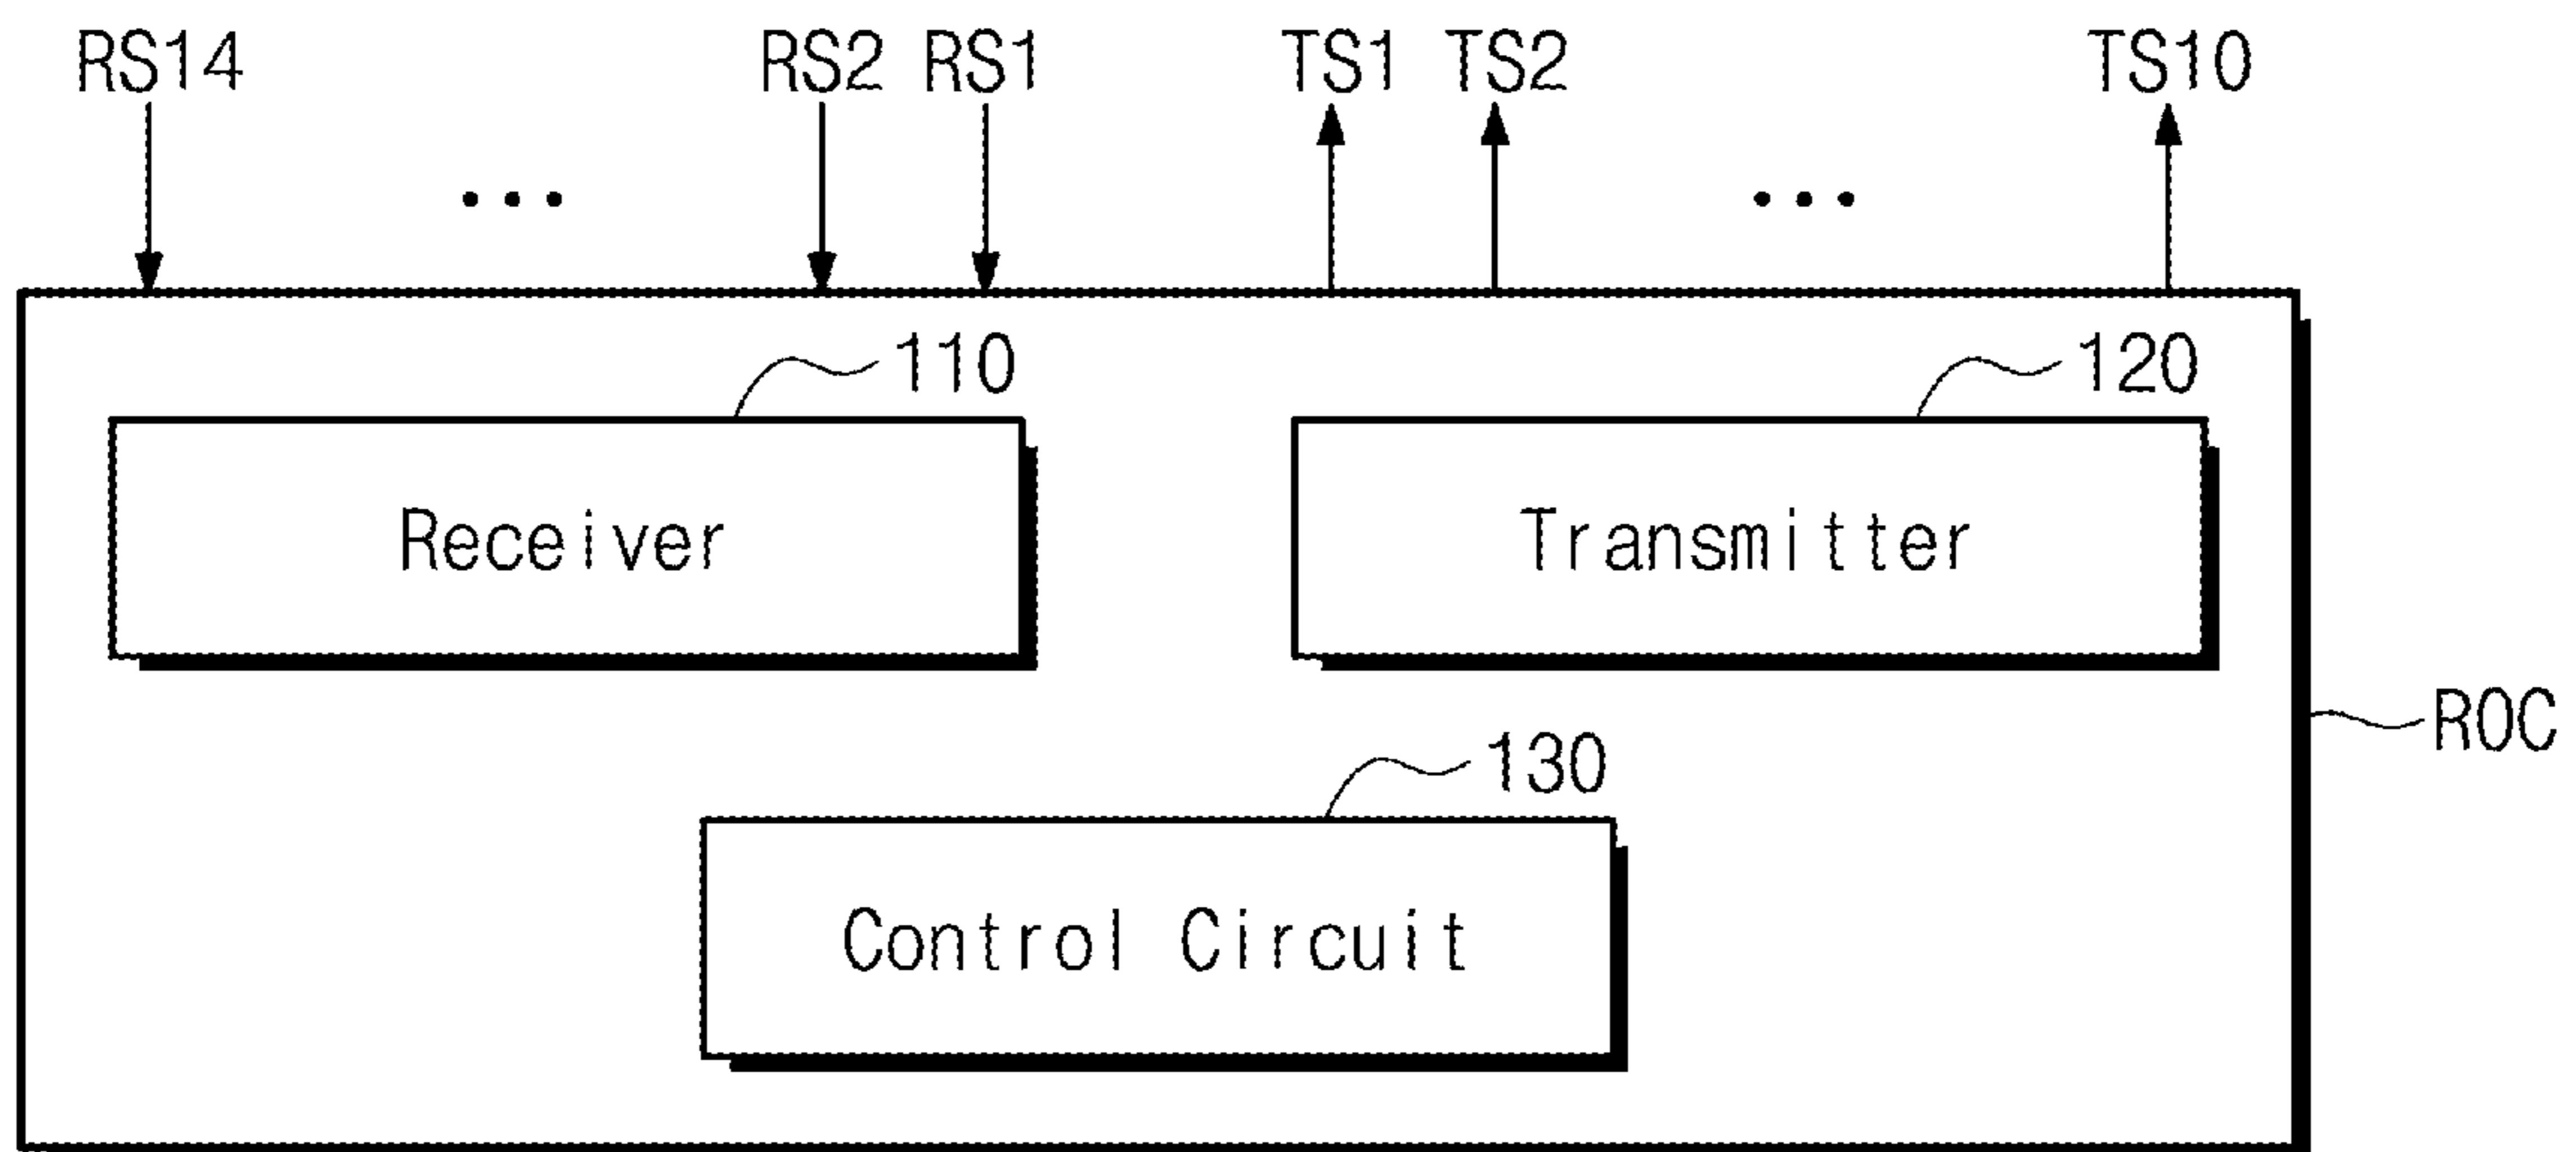 RS14 RS2 RS1 TS1 TS2 TS10
... ...
110 120
Receiver Transmitter
ROC
130
Control Circuit